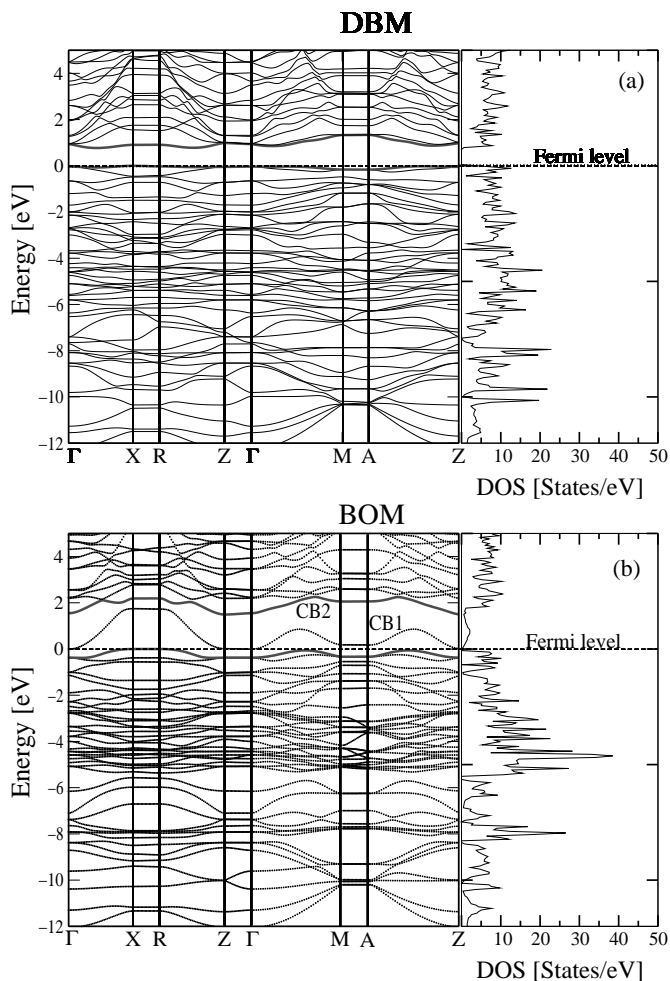 DBM
4
2
0
−2
−4
−6
−8
−10
−12
Energy [eV]
(a)
Fermi level
Γ X R Z Γ M A Z
10 20 30 40 50
DOS [States/eV]
BOM
4
2
0
−2
−4
−6
−8
−10
−12
Energy [eV]
CB2
CB1
(b)
Fermi level
Γ X R Z Γ M A Z
10 20 30 40 50
DOS [States/eV]